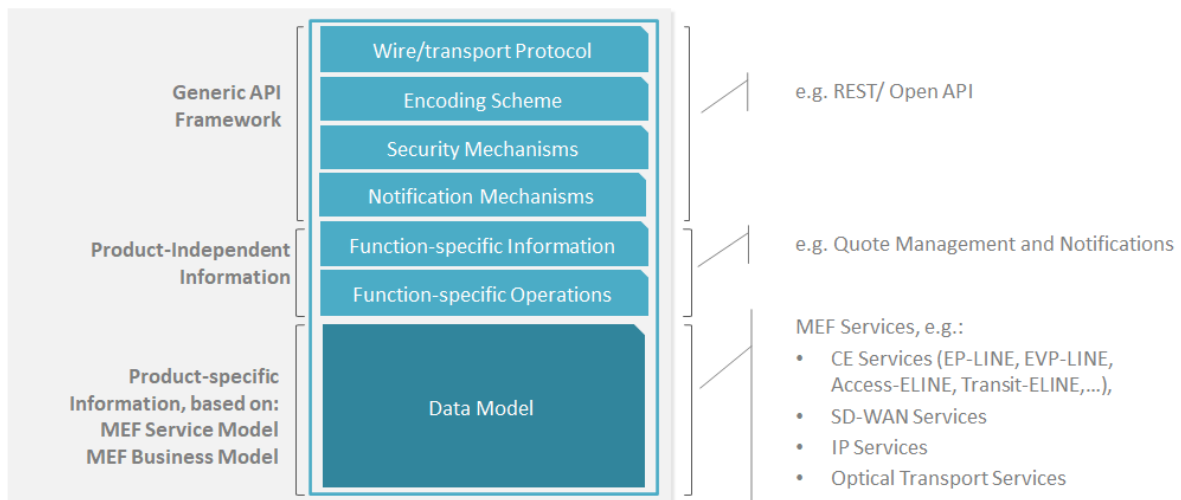 Wire/transport Protocol
Encoding Scheme
Security Mechanisms
Notification Mechanisms
Generic API
Framework
e.g. REST/ Open API
Function-specific Information
Function-specific Operations
Product-Independent
Information
e.g. Quote Management and Notifications
Data Model
Product-specific
Information, based on:
MEF Service Model
MEF Business Model
MEF Services, e.g.:
• CE Services (EP-LINE, EVP-LINE,
Access-ELINE, Transit-ELINE,...),
• SD-WAN Services
• IP Services
• Optical Transport Services